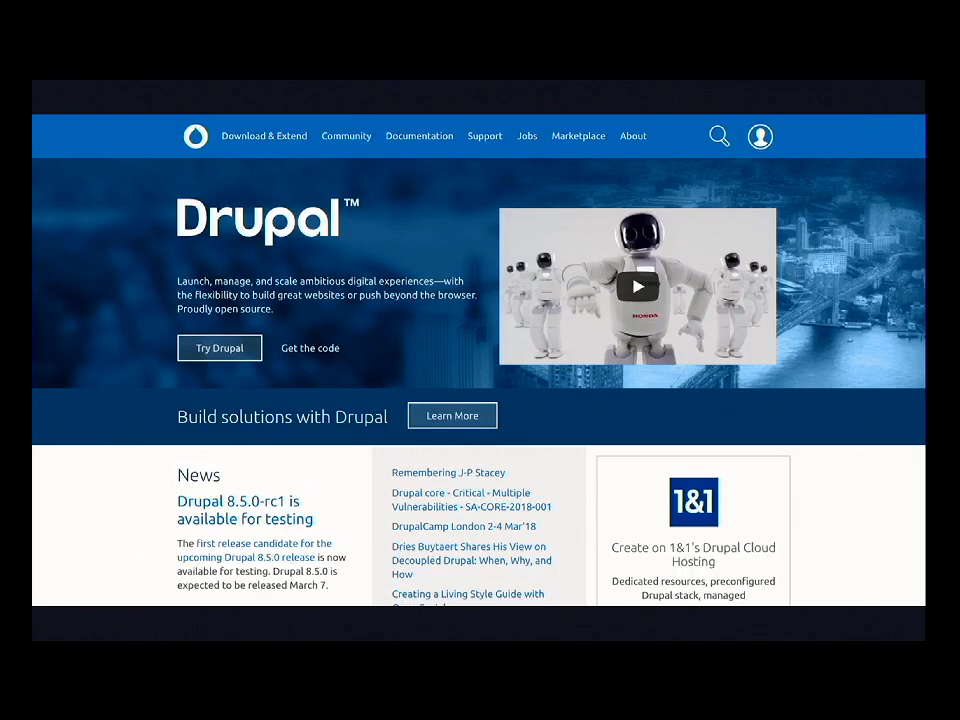 Download & Extend Community Documentation Support Jobs Marketplace About
Drupal™
Launch, manage, and scale ambitious digital experiences—with
the flexibility to build great websites or push beyond the browser.
Proudly open source.
Try Drupal
Get the code
HONDA
Build solutions with Drupal
Learn More
News
Drupal 8.5.0-rc1 is
available for testing
The first release candidate for the
upcoming Drupal 8.5.0 release is now
available for testing. Drupal 8.5.0 is
expected to be released March 7.
Remembering J-P Stacey
Drupal core - Critical - Multiple
Vulnerabilities - SA-CORE-2018-001
DrupalCamp London 2-4 Mar'18
Dries Buytaert Shares His View on
Decoupled Drupal: When, Why, and
How
Creating a Living Style Guide with
1&1
Create on 1&1's Drupal Cloud
Hosting
Dedicated resources, preconfigured
Drupal stack, managed